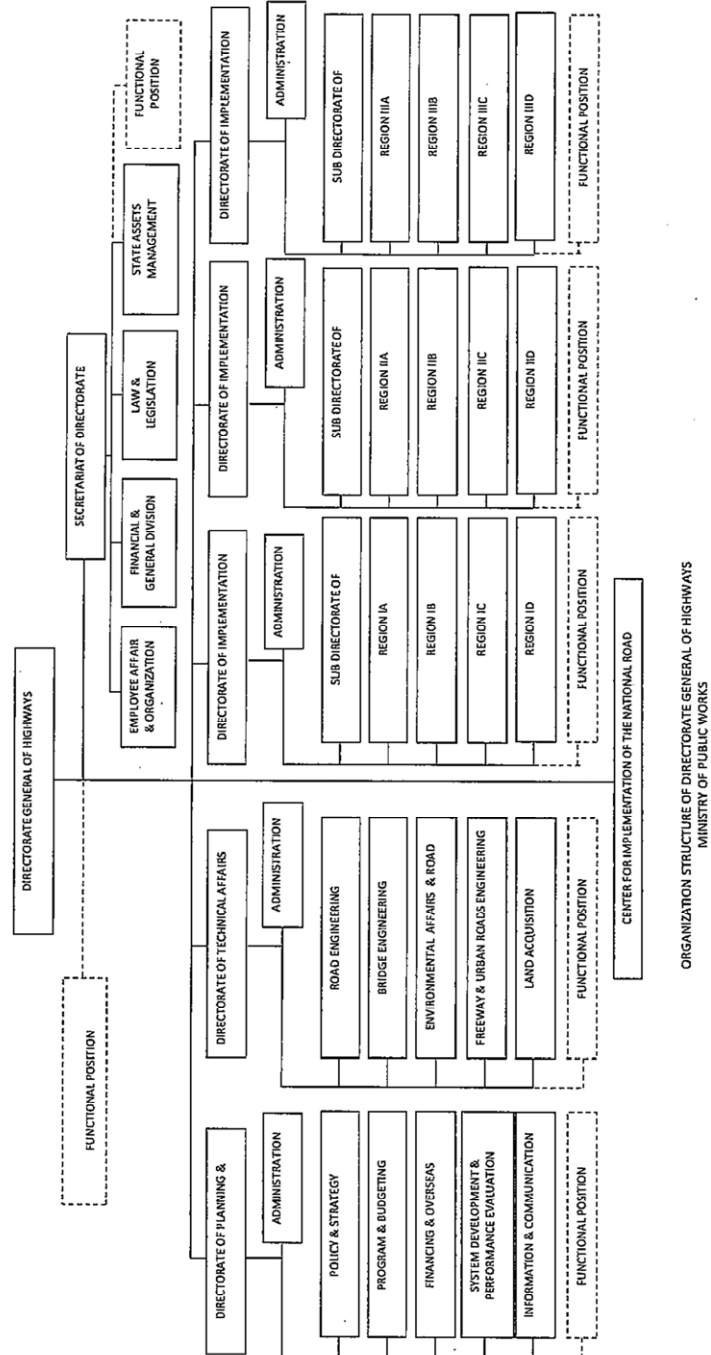 DIRECTORATE GENERAL OF HIGHWAYS
FUNCTIONAL POSITION
SECRETARIAT OF DIRECTORATE
EMPLOYEE AFFAIR
& ORGANIZATION
FINANCIAL &
GENERAL DIVISION
LAW &
LEGISLATION
STATE ASSETS
MANAGEMENT
FUNCTIONAL
POSITION
DIRECTORATE OF PLANNING &
ADMINISTRATION
POLICY & STRATEGY
PROGRAM & BUDGETING
FINANCING & OVERSEAS
SYSTEM DEVELOPMENT &
PERFORMANCE EVALUATION
INFORMATION & COMMUNICATION
FUNCTIONAL POSITION
DIRECTORATE OF TECHNICAL AFFAIRS
ADMINISTRATION
ROAD ENGINEERING
BRIDGE ENGINEERING
ENVIRONMENTAL AFFAIRS & ROAD
FREEWAY & URBAN ROADS ENGINEERING
LAND ACQUISITION
FUNCTIONAL POSITION
DIRECTORATE OF IMPLEMENTATION
ADMINISTRATION
SUB DIRECTORATE OF
REGION IA
REGION IB
REGION IC
REGION ID
FUNCTIONAL POSITION
DIRECTORATE OF IMPLEMENTATION
ADMINISTRATION
SUB DIRECTORATE OF
REGION IIA
REGION IIB
REGION IIC
REGION IID
FUNCTIONAL POSITION
DIRECTORATE OF IMPLEMENTATION
ADMINISTRATION
SUB DIRECTORATE OF
REGION IIIA
REGION IIIB
REGION IIIC
REGION IIID
FUNCTIONAL POSITION
CENTER FOR IMPLEMENTATION OF THE NATIONAL ROAD
ORGANIZATION STRUCTURE OF DIRECTORATE GENERAL OF HIGHWAYS
MINISTRY OF PUBLIC WORKS